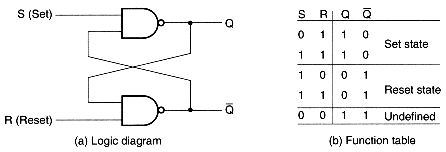 S (Set)
Q
R (Reset)
Q̅
(a) Logic diagram
S R Q Q̅
0 1 1 0
1 1 1 0
Set state
1 0 0 1
1 1 0 1
Reset state
0 0 1 1 Undefined
(b) Function table